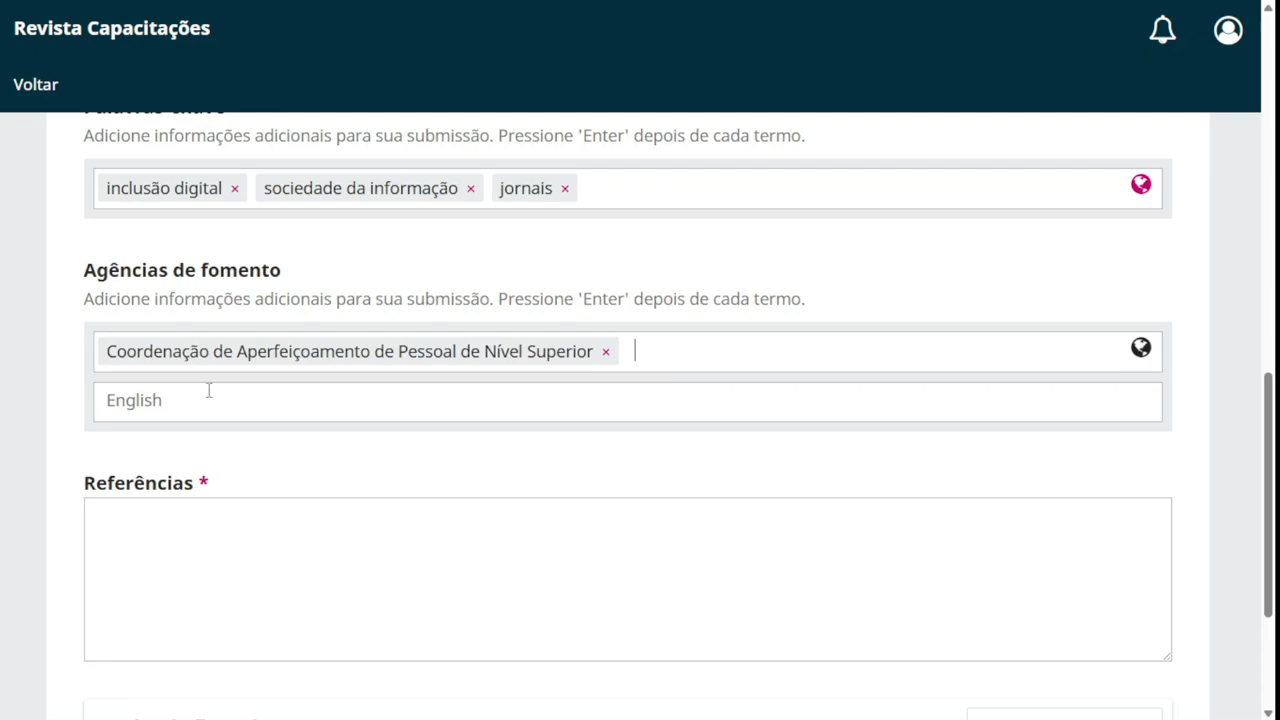 Revista Capacitações
Voltar
Adicione informações adicionais para sua submissão. Pressione 'Enter' depois de cada termo.
inclusão digital × sociedade da informação × jornais ×
Agências de fomento
Adicione informações adicionais para sua submissão. Pressione 'Enter' depois de cada termo.
Coordenação de Aperfeiçoamento de Pessoal de Nível Superior ×
English
Referências *